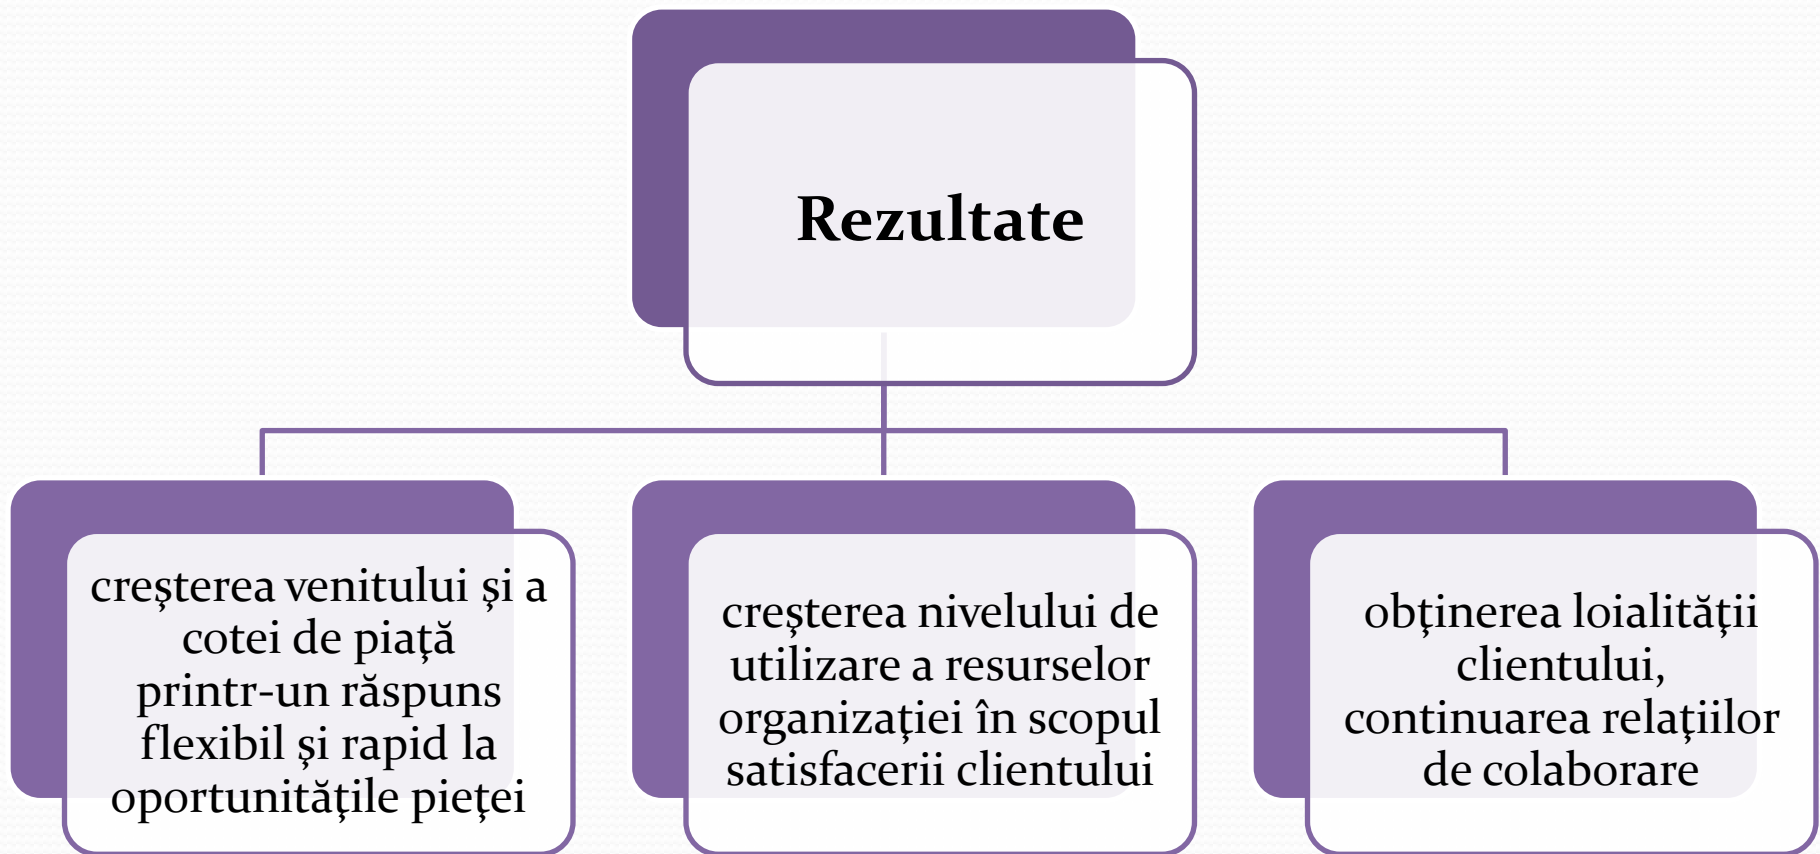 Rezultate
creşterea venitului şi a
cotei de piaţă
printr-un răspuns
flexibil şi rapid la
oportunităţile pieţei
creşterea nivelului de
utilizare a resurselor
organizaţiei în scopul
satisfacerii clientului
obţinerea loialităţii
clientului,
continuarea relaţiilor
de colaborare